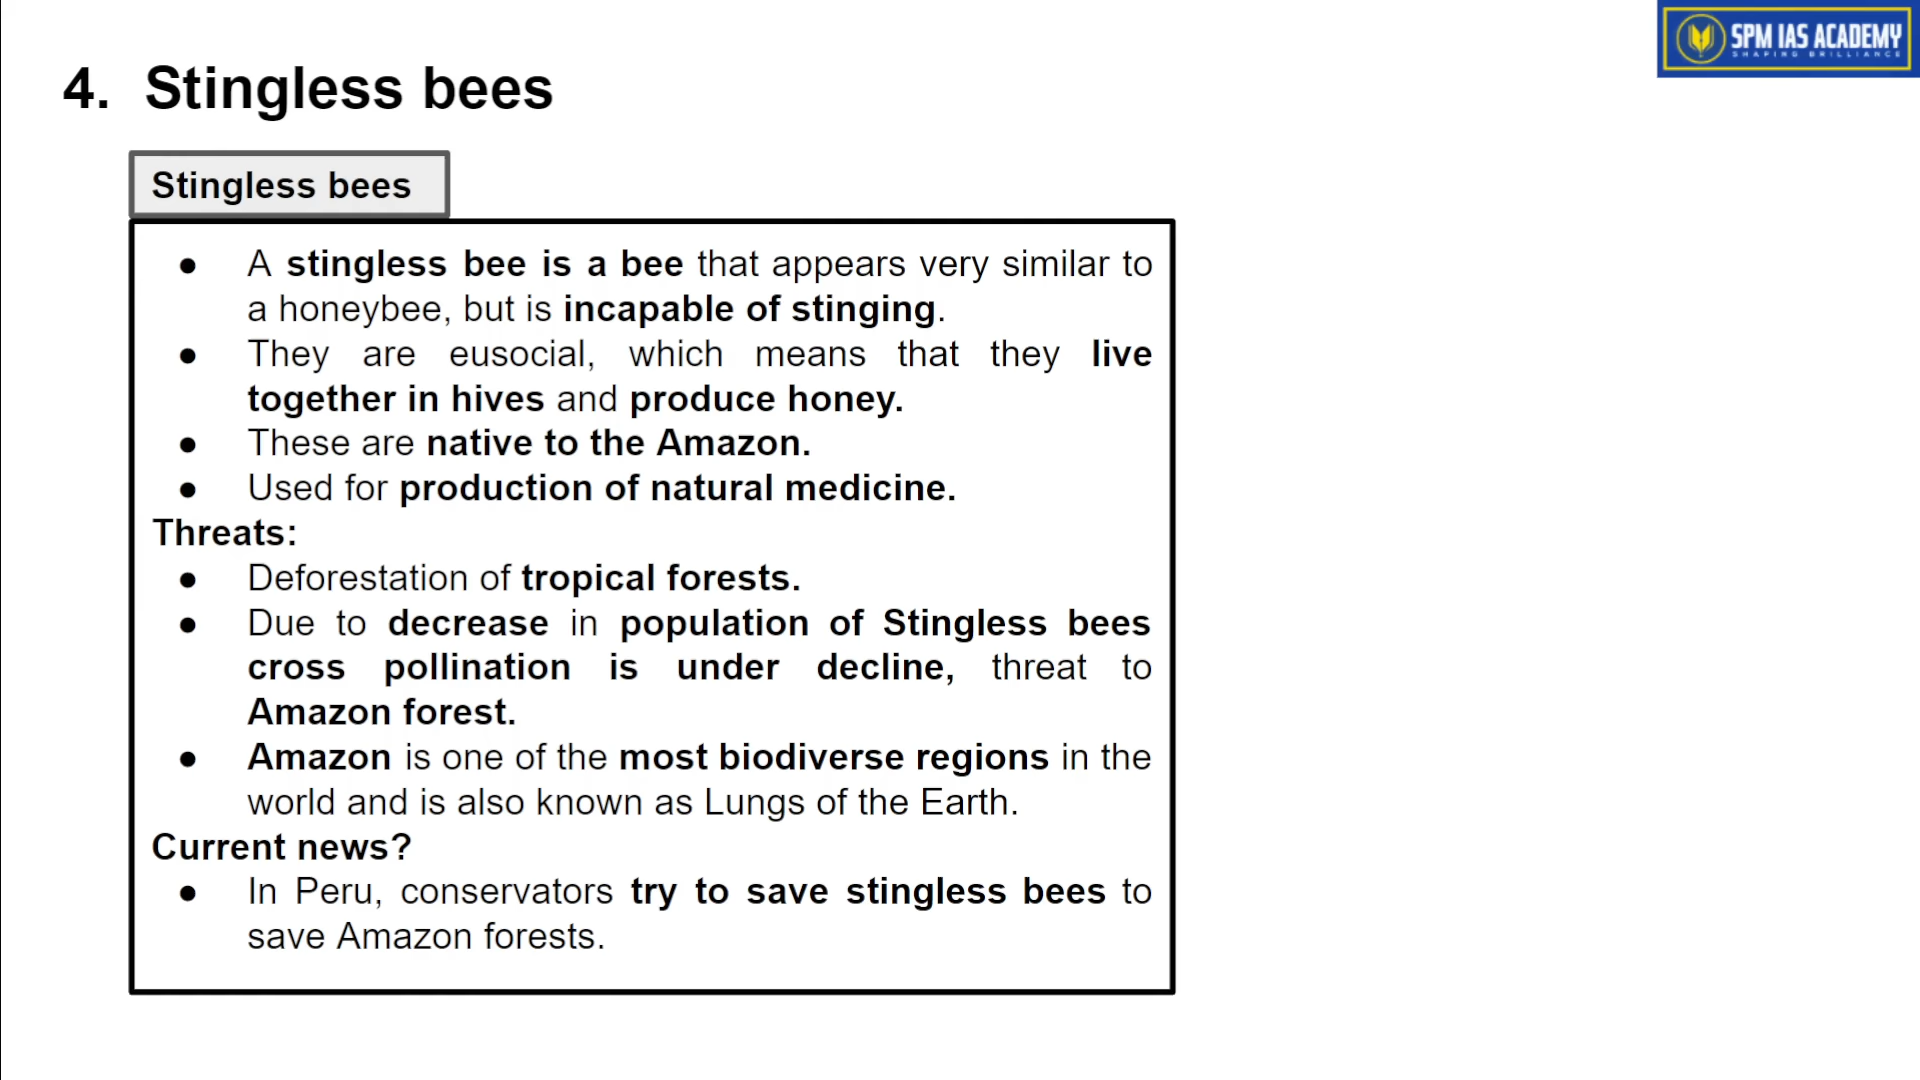 SPM IAS ACADEMY
SHAPING BRILLIANCE
4. Stingless bees
Stingless bees
● A stingless bee is a bee that appears very similar to
a honeybee, but is incapable of stinging.
● They are eusocial, which means that they live
together in hives and produce honey.
● These are native to the Amazon.
● Used for production of natural medicine.
Threats:
● Deforestation of tropical forests.
● Due to decrease in population of Stingless bees
cross pollination is under decline, threat to
Amazon forest.
● Amazon is one of the most biodiverse regions in the
world and is also known as Lungs of the Earth.
Current news?
● In Peru, conservators try to save stingless bees to
save Amazon forests.